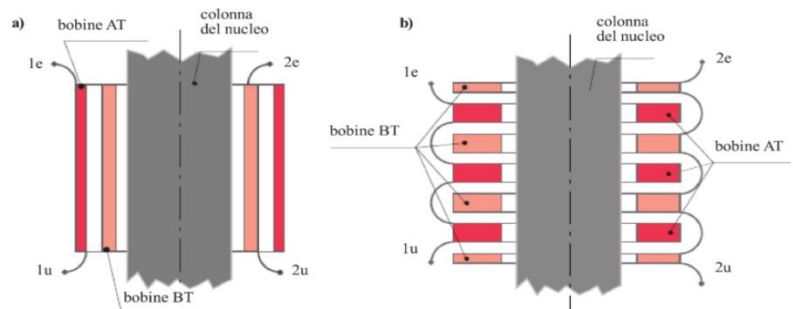 a)
bobine AT
colonna
del nucleo
1e
2e
1u
2u
bobine BT
b)
colonna
del nucleo
1e
2e
bobine BT
bobine AT
1u
2u